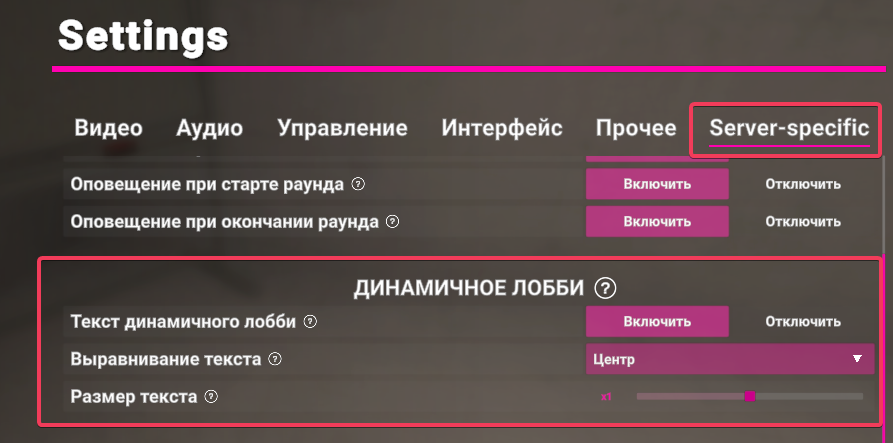 Settings
Видео Аудио Управление Интерфейс Прочее Server-specific
Оповещение при старте раунда ? Включить Отключить
Оповещение при окончании раунда ? Включить Отключить
ДИНАМИЧНОЕ ЛОББИ ?
Текст динамичного лобби ? Включить Отключить
Выравнивание текста ? Центр
Размер текста ?